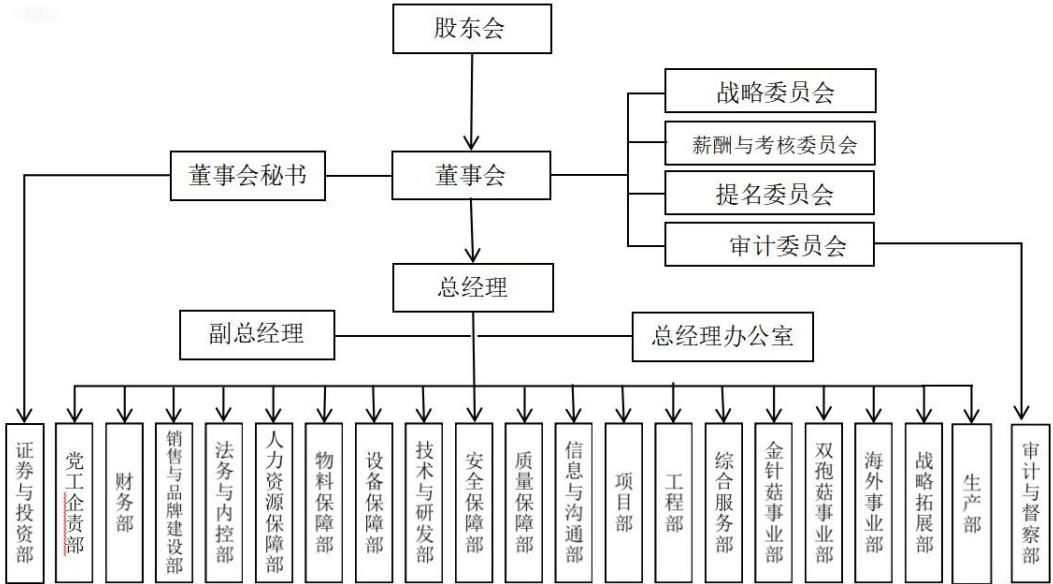 股东会
战略委员会
薪酬与考核委员会
董事会秘书
董事会
提名委员会
审计委员会
总经理
副总经理
总经理办公室
证券与投资部
党工企责部
财务部
销售与品牌建设部
法务与内控部
人力资源保障部
物料保障部
设备保障部
技术与研发部
安全保障部
质量保障部
信息与沟通部
项目部
工程部
综合服务部
金针菇事业部
双孢菇事业部
海外事业部
战略拓展部
生产部
审计与督察部